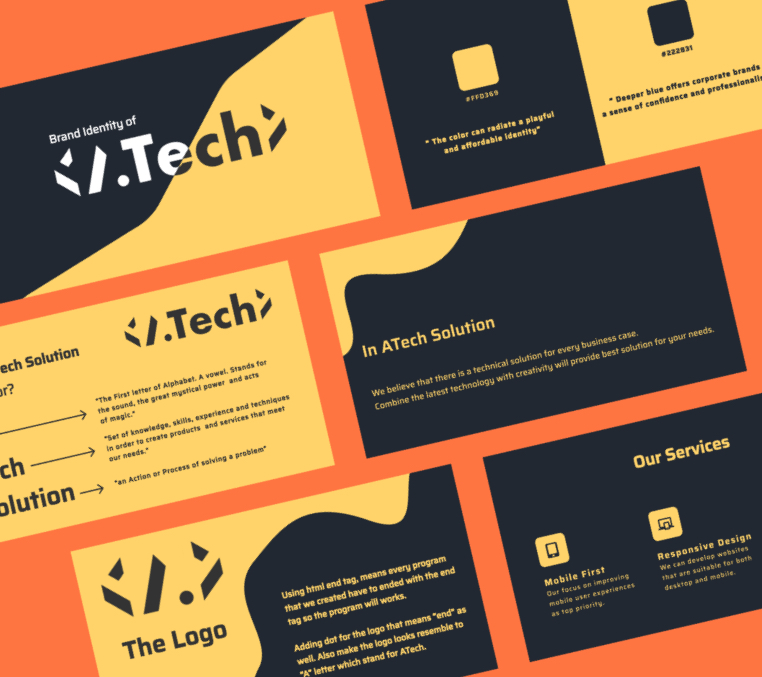 Brand Identity of
</.Tech>
#FFD369
" The color can radiate a playful
and affordable identity"
#222831
" Deeper blue offers corporate brands
a sense of confidence and
</.Tech>
Tech Solution
or?
"The First letter of Alphabet. A vowel. Stands for
the sound, the great mystical power and acts
of magic."
"Set of knowledge, skills, experience and techniques
in order to create products and services that meet
our needs."
"an Action or Process of solving a problem"
In ATech Solution
We believe that there is a technical solution for every business case.
Combine the latest technology with creativity will provide best solution for your needs.
</.>
The Logo
Using html end tag, means every program
that we created have to ended with the end
tag so the program will works.
Adding dot for the logo that means "end" as
well. Also make the logo looks resemble to
"A" letter which stand for ATech.
Our Services
Mobile First
Our focus on improving
mobile user experiences
as top priority.
Responsive Design
We can develop websites
that are suitable for both
desktop and mobile.